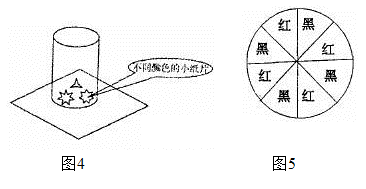 不同颜色的小纸片
图4
红 黑
黑 红
红 黑
黑 红
图5